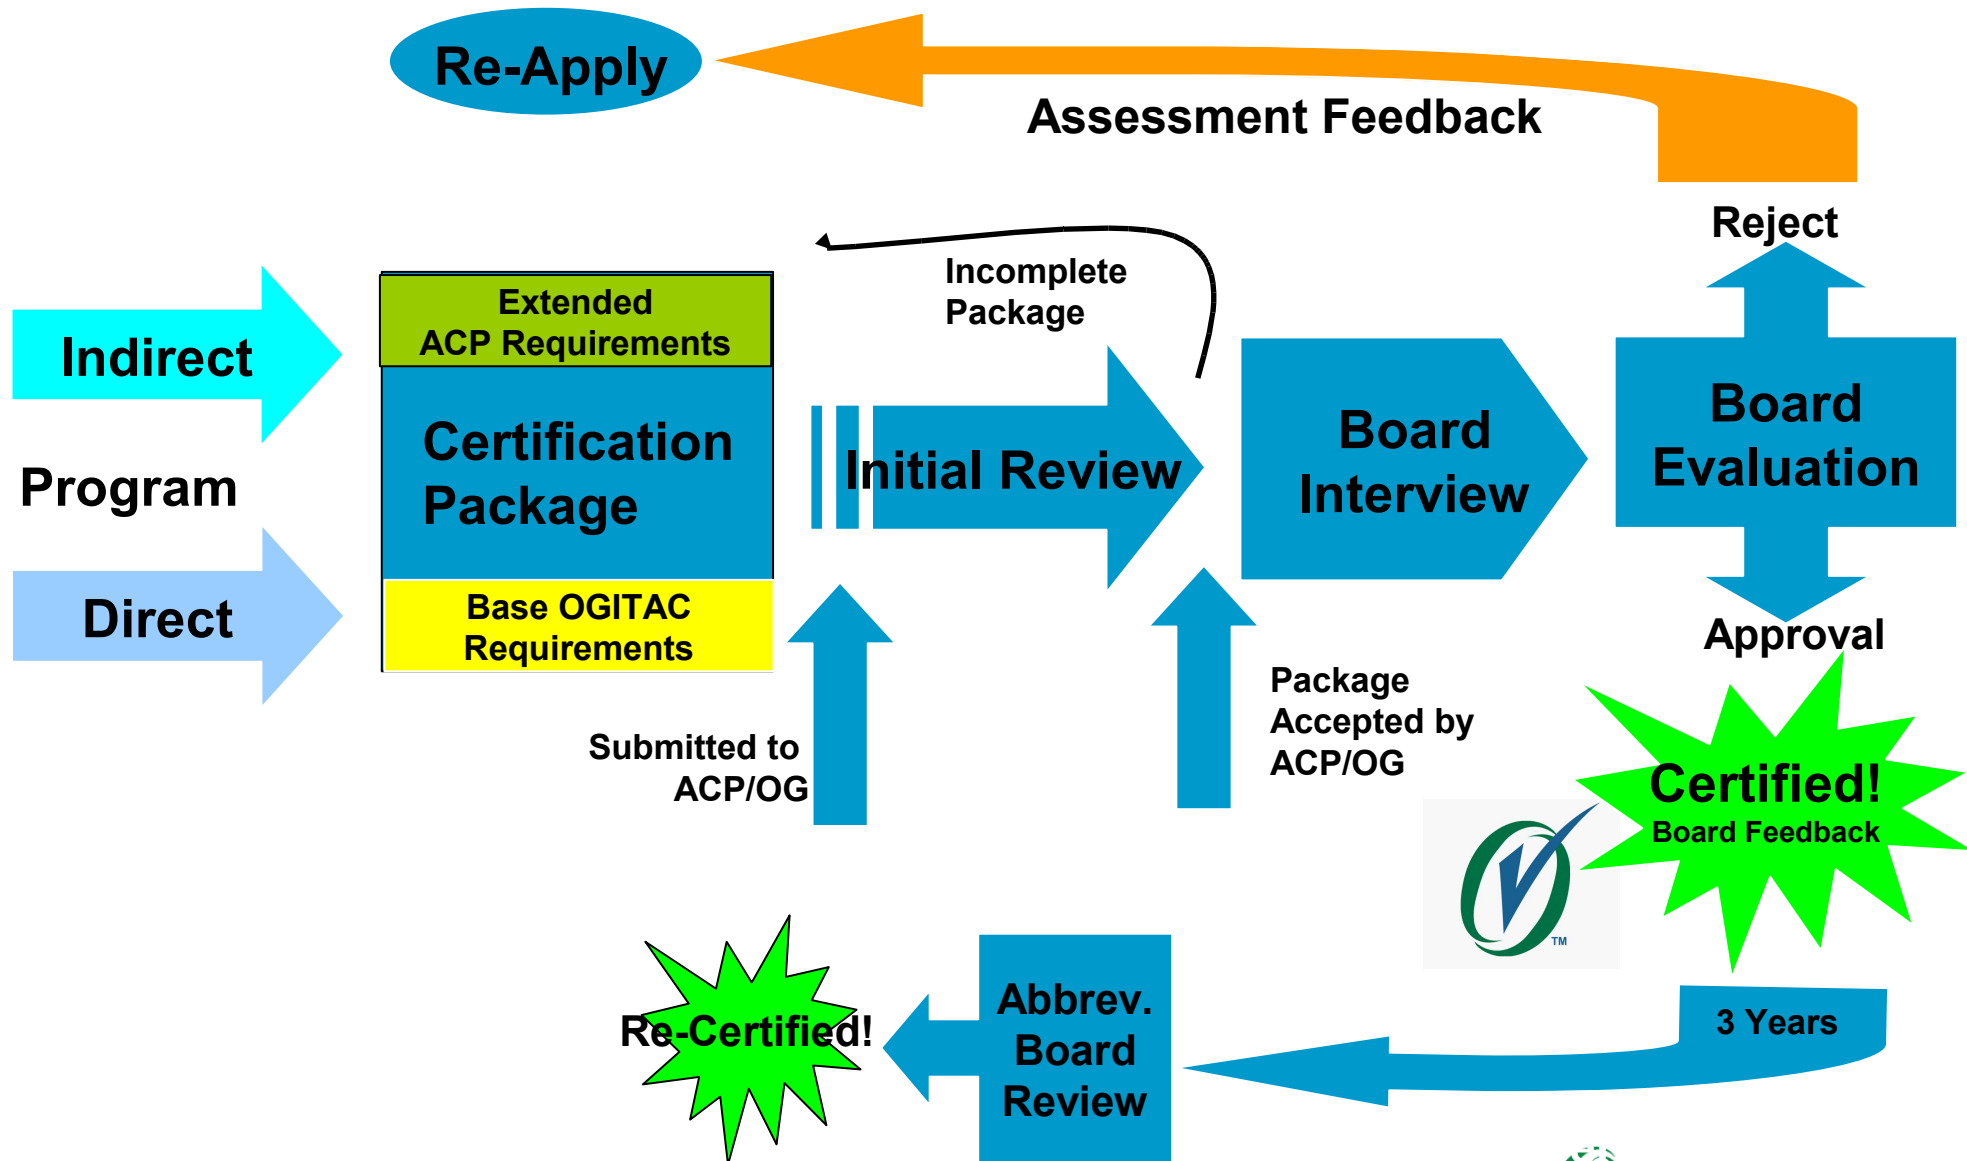 Re-Apply
Assessment Feedback
Reject
Incomplete
Package
Indirect
Program
Direct
Extended
ACP Requirements
Certification
Package
Base OGITAC
Requirements
Initial Review
Board
Interview
Board
Evaluation
Approval
Submitted to
ACP/OG
Package
Accepted by
ACP/OG
Certified!
Board Feedback
TM
3 Years
Abbrev.
Board
Review
Re-Certified!